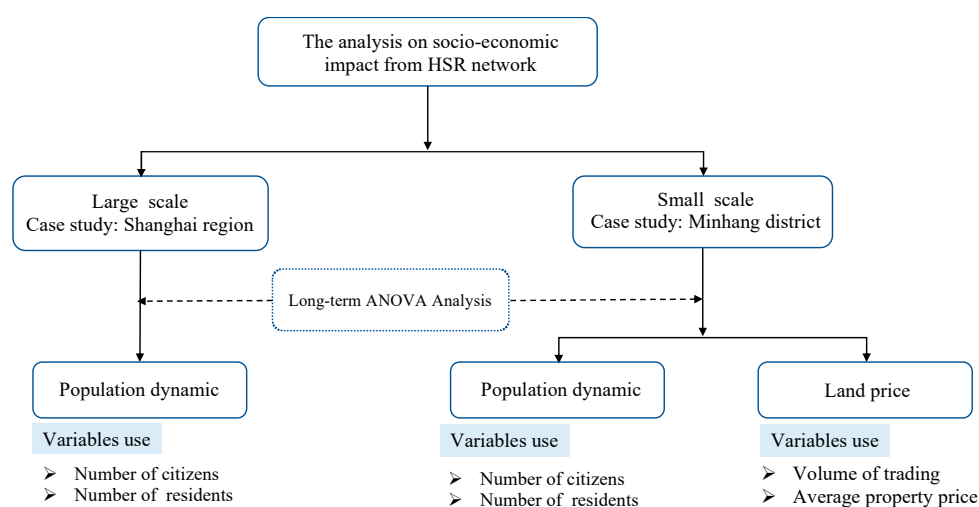 The analysis on socio-economic
impact from HSR network
Large scale
Case study: Shanghai region
Small scale
Case study: Minhang district
Long-term ANOVA Analysis
Population dynamic
Population dynamic
Land price
Variables use
➢ Number of citizens
➢ Number of residents
Variables use
➢ Number of citizens
➢ Number of residents
Variables use
➢ Volume of trading
➢ Average property price